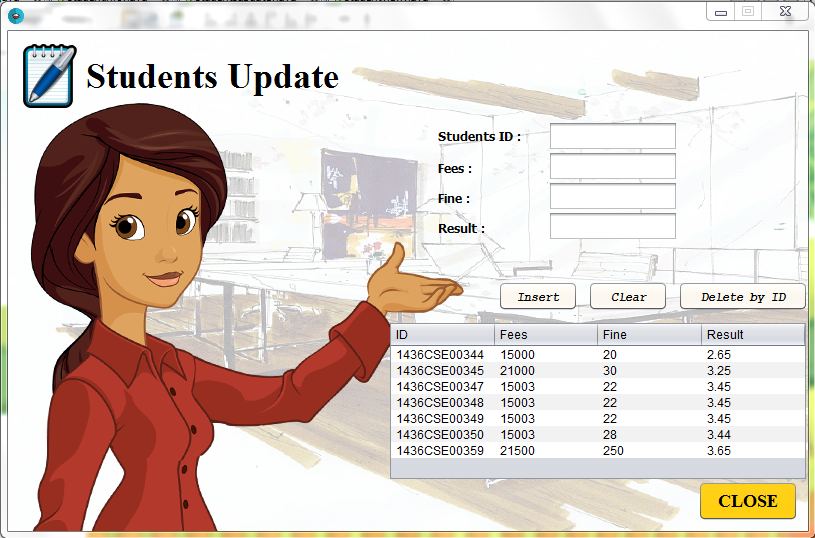 Students Update
Students ID :
Fees :
Fine :
Result :
Insert Clear Delete by ID
ID Fees Fine Result
1436CSE00344 15000 20 2.65
1436CSE00345 21000 30 3.25
1436CSE00347 15003 22 3.45
1436CSE00348 15003 22 3.45
1436CSE00349 15003 22 3.45
1436CSE00350 15003 28 3.44
1436CSE00359 21500 250 3.65
CLOSE